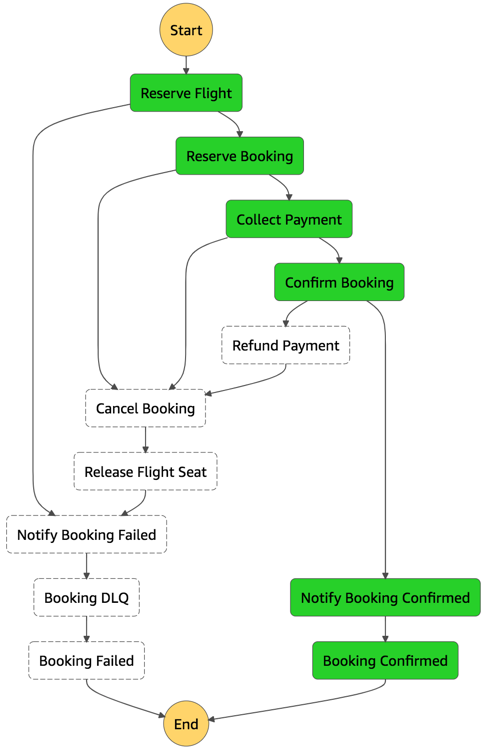 Start
Reserve Flight
Reserve Booking
Collect Payment
Confirm Booking
Refund Payment
Cancel Booking
Release Flight Seat
Notify Booking Failed
Booking DLQ
Notify Booking Confirmed
Booking Failed
Booking Confirmed
End